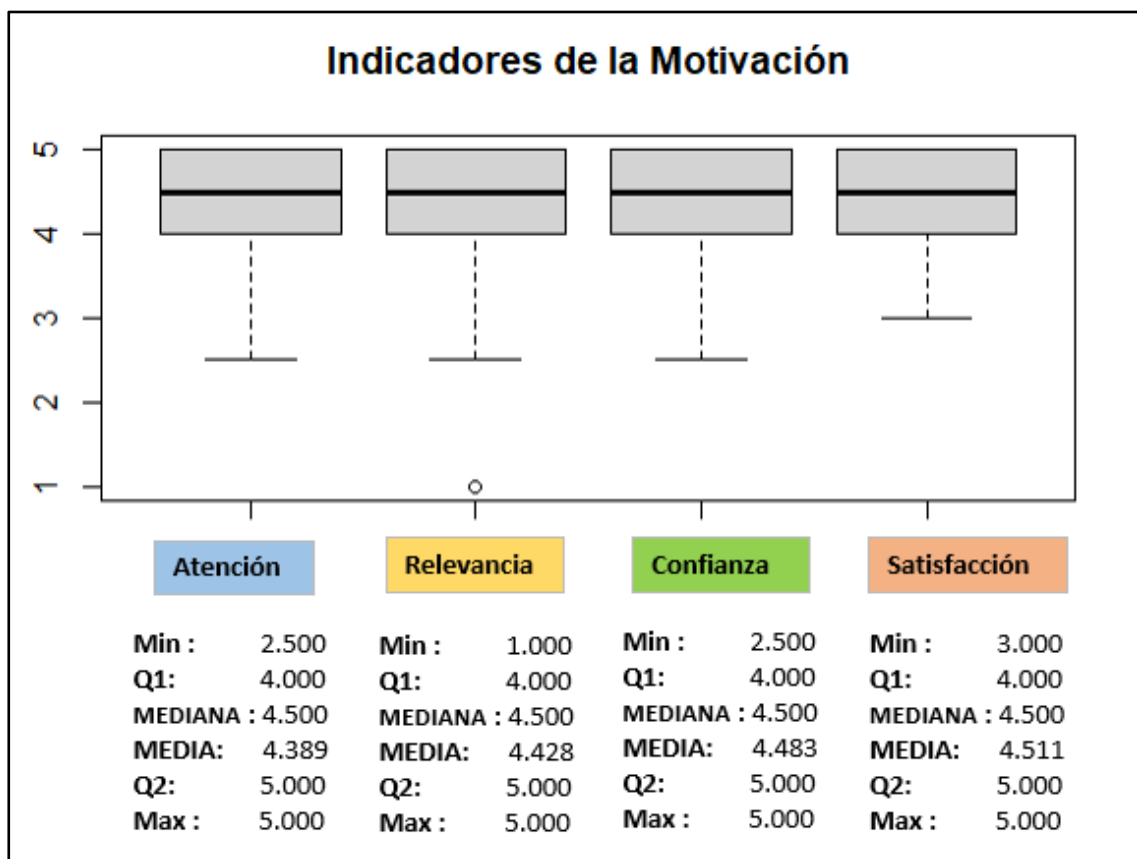 Indicadores de la Motivación
5
4
3
2
1
Atención Relevancia Confianza Satisfacción
Min : 2.500 Min : 1.000 Min : 2.500 Min : 3.000
Q1: 4.000 Q1: 4.000 Q1: 4.000 Q1: 4.000
MEDIANA : 4.500 MEDIANA : 4.500 MEDIANA : 4.500 MEDIANA : 4.500
MEDIA: 4.389 MEDIA: 4.428 MEDIA: 4.483 MEDIA: 4.511
Q2: 5.000 Q2: 5.000 Q2: 5.000 Q2: 5.000
Max : 5.000 Max : 5.000 Max : 5.000 Max : 5.000